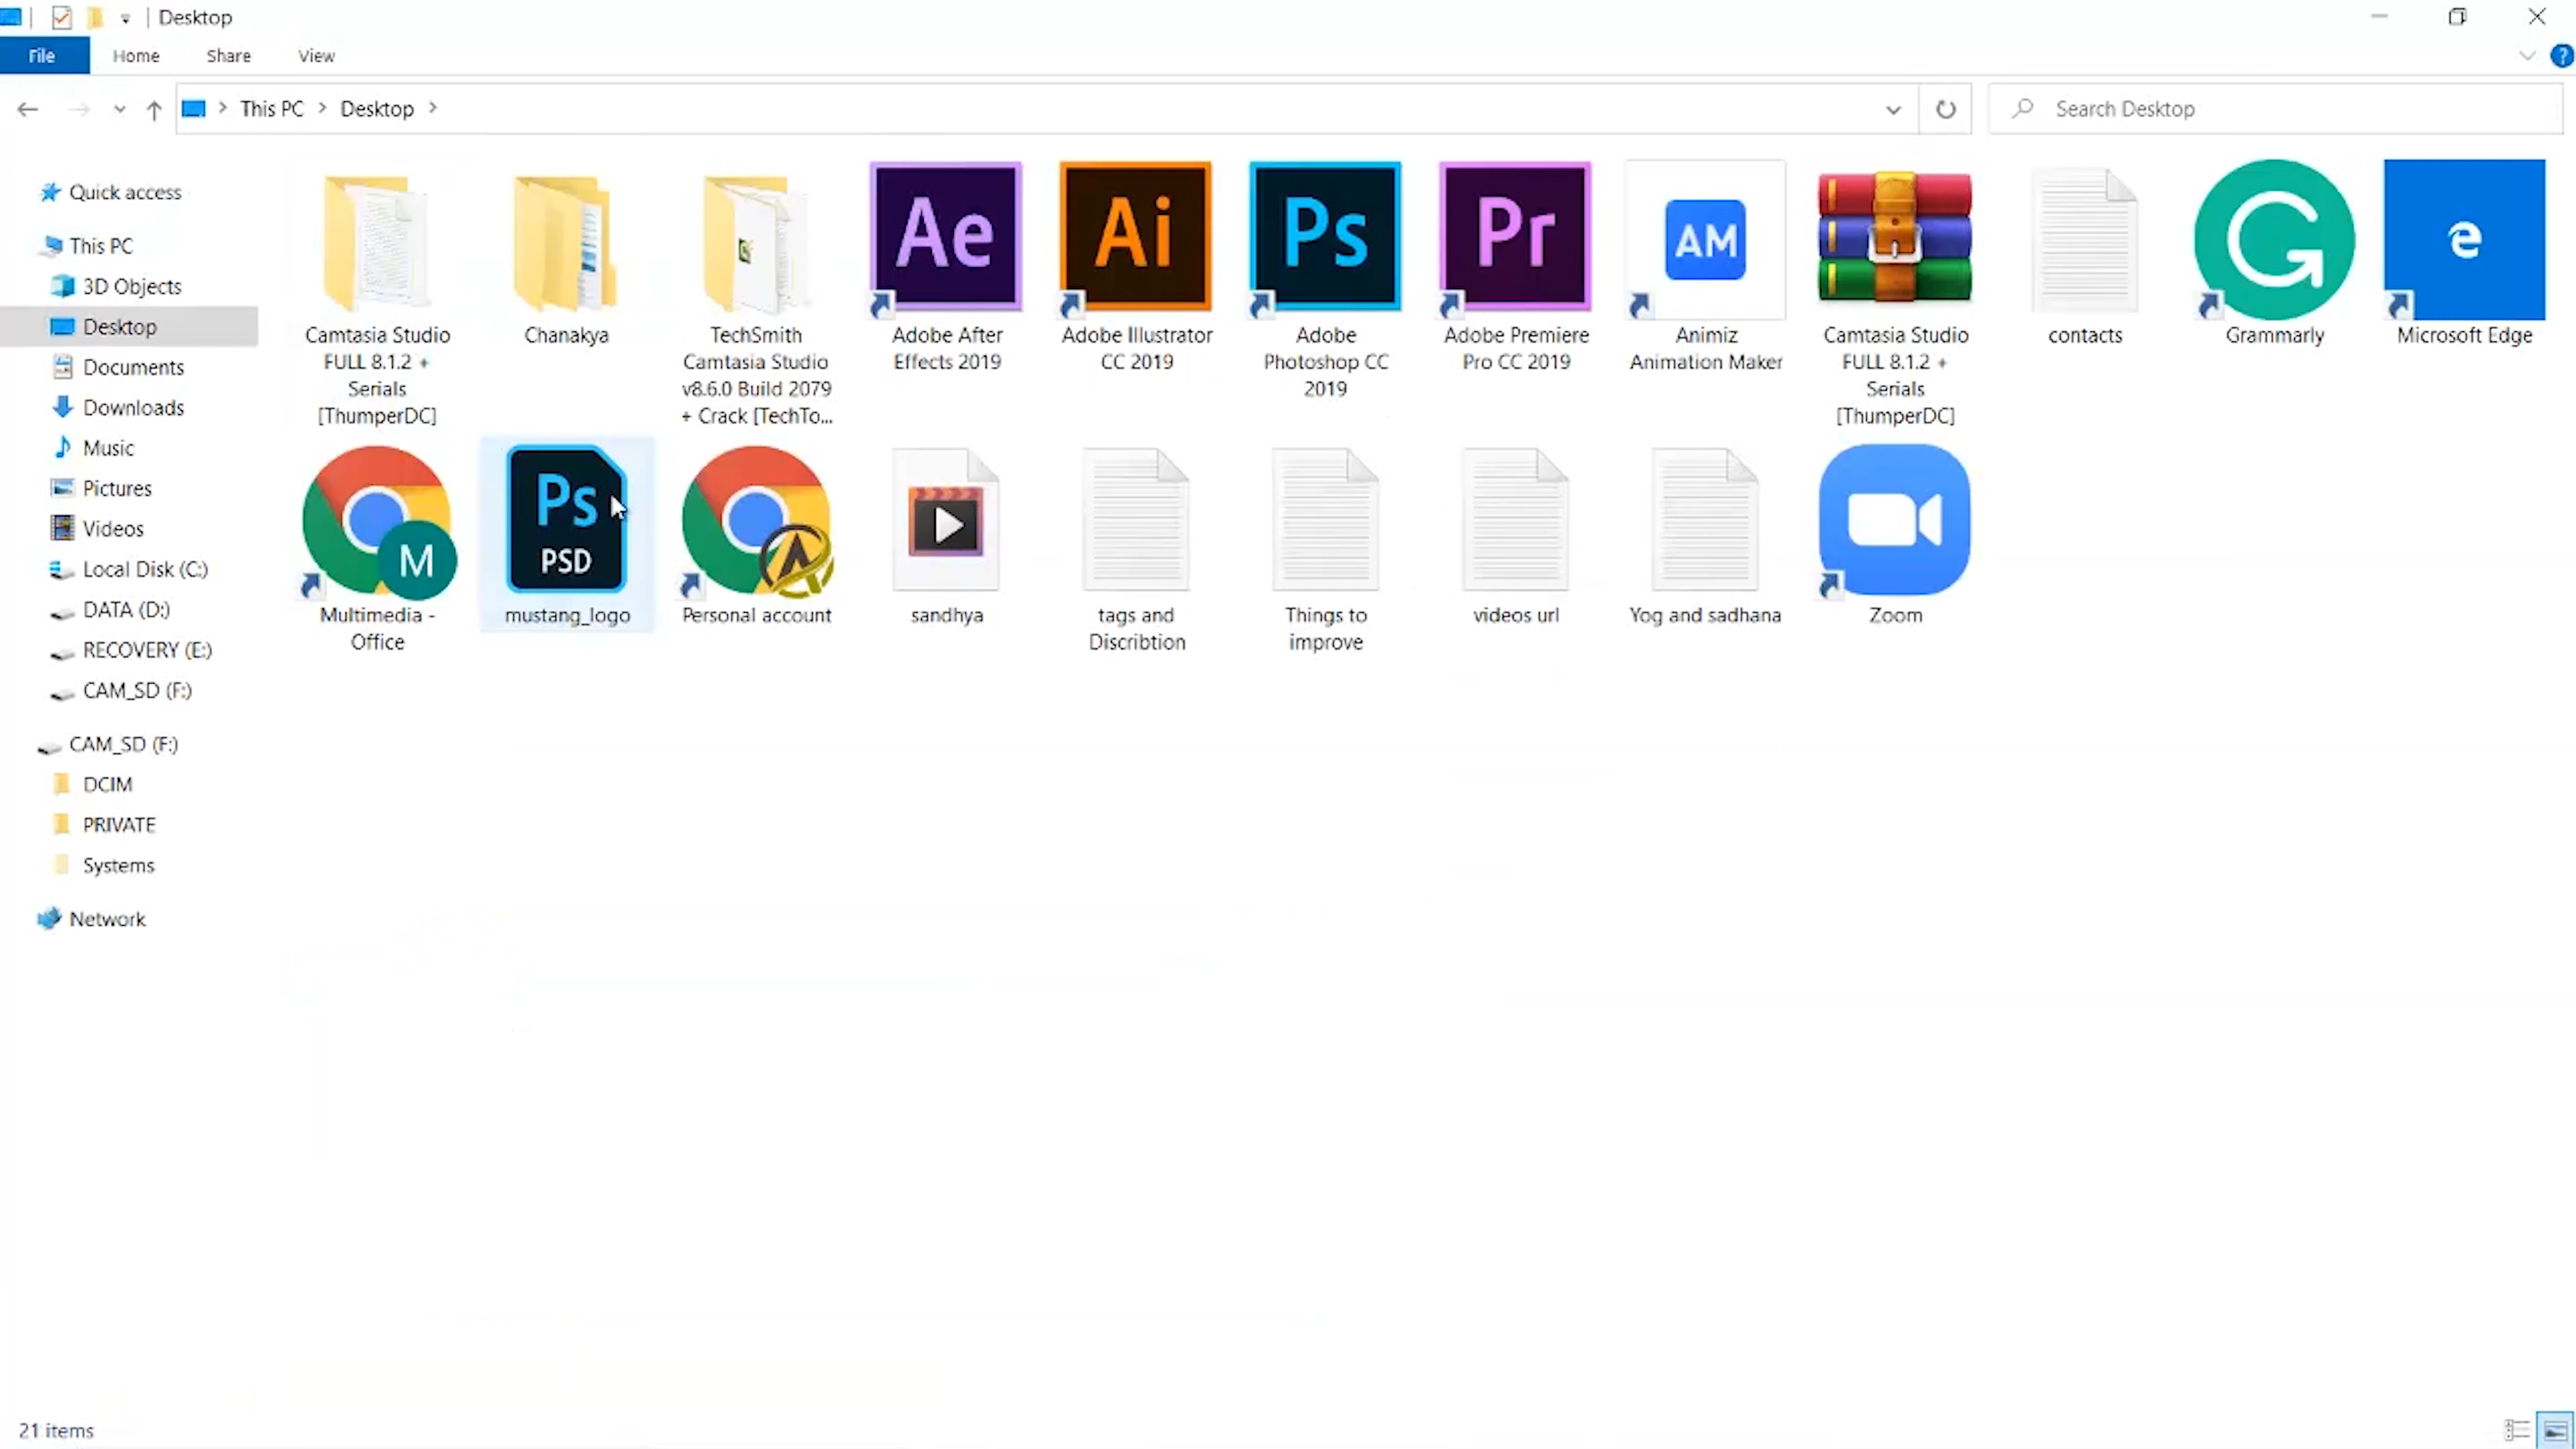 Desktop
File
Home
Share
View
This PC
Desktop
Search Desktop
Quick access
This PC
3D Objects
Desktop
Documents
Downloads
Music
Pictures
Videos
Local Disk (C:)
DATA (D:)
RECOVERY (E:)
CAM_SD (F:)
CAM_SD (F:)
DCIM
PRIVATE
Systems
Network
Camtasia Studio
FULL 8.1.2 +
Serials
[ThumperDC]
Chanakya
TechSmith
Camtasia Studio
v8.6.0 Build 2079
+ Crack [TechTo...
Ae
Adobe After
Effects 2019
Ai
Adobe Illustrator
CC 2019
Ps
Adobe
Photoshop CC
2019
Pr
Adobe Premiere
Pro CC 2019
AM
Animiz
Animation Maker
Camtasia Studio
FULL 8.1.2 +
Serials
[ThumperDC]
contacts
Grammarly
Microsoft Edge
M
Multimedia -
Office
Ps
PSD
mustang_logo
Personal account
sandhya
tags and
Discribtion
Things to
improve
videos url
Yog and sadhana
Zoom
21 items